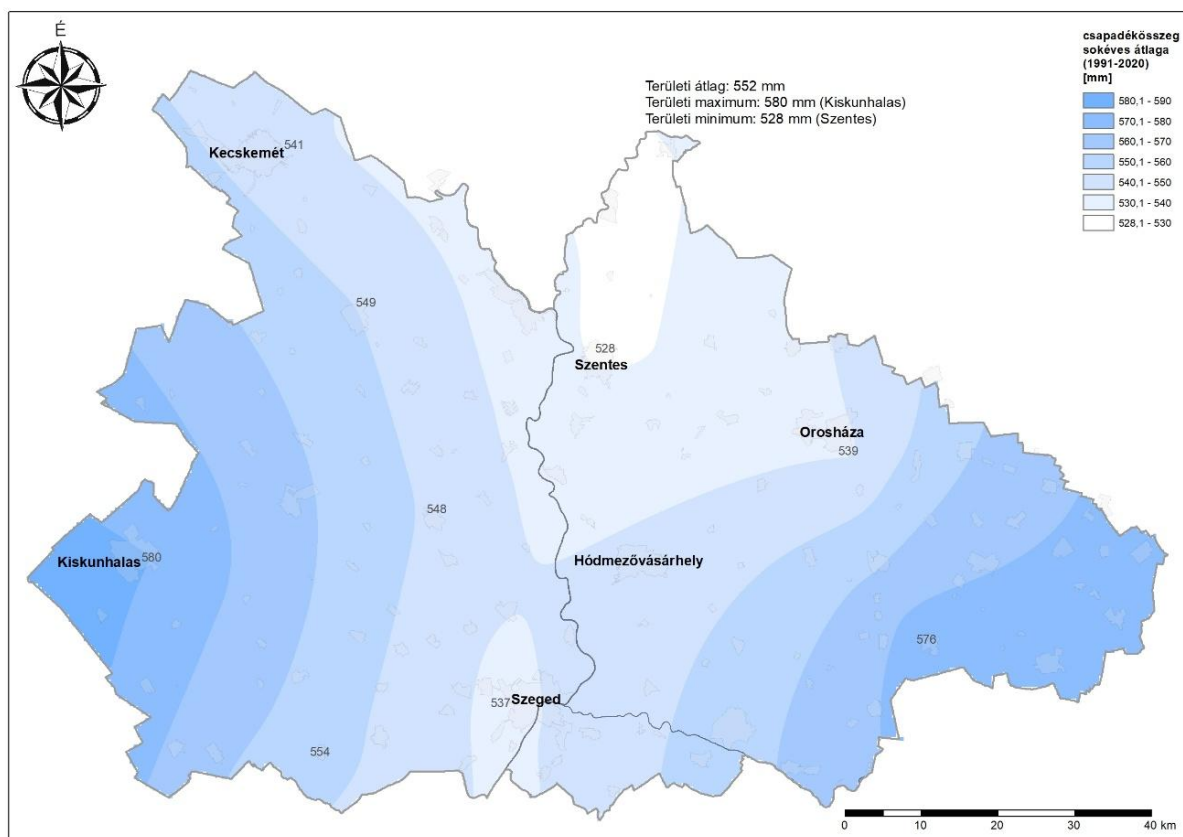 É
csapadékösszeg
sokéves átlaga
(1991-2020)
[mm]
580,1 - 590
570,1 - 580
560,1 - 570
550,1 - 560
540,1 - 550
530,1 - 540
528,1 - 530
Területi átlag: 552 mm
Területi maximum: 580 mm (Kiskunhalas)
Területi minimum: 528 mm (Szentes)
Kecskemét 541
549
528
Szentes
Orosháza
539
548
Kiskunhalas 580
Hódmezővásárhely
576
537 Szeged
554
0 10 20 30 40 km